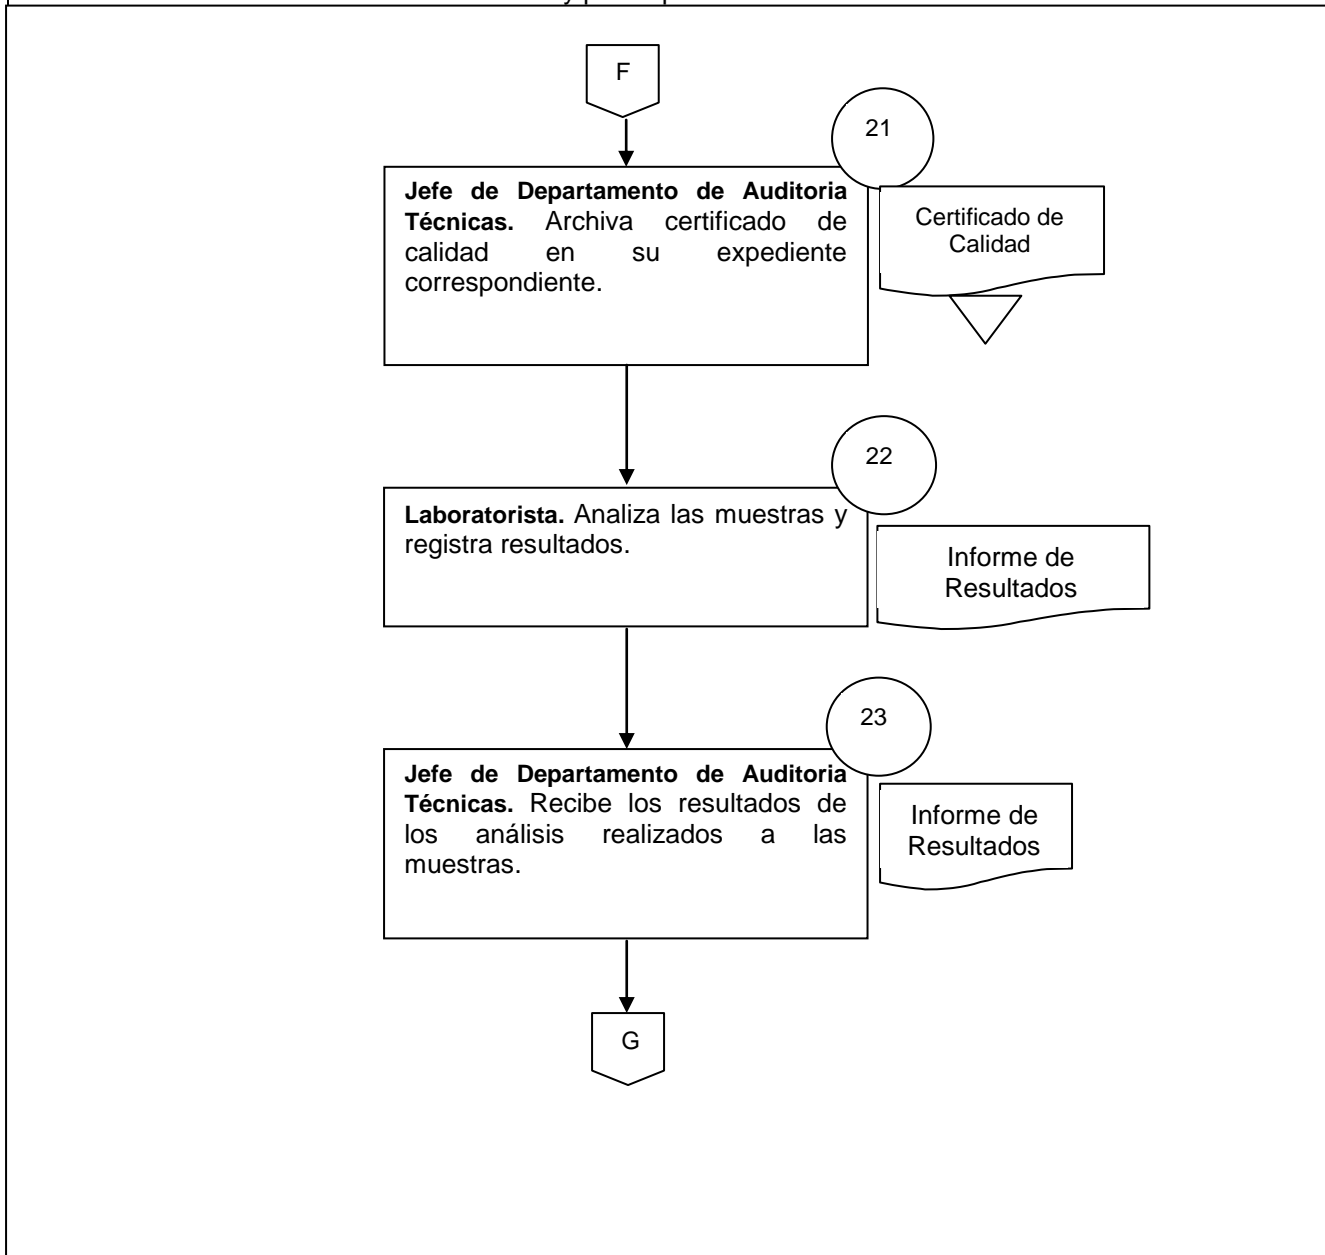 F
21
Jefe de Departamento de Auditoria
Técnicas. Archiva certificado de
calidad en su expediente
correspondiente.
Certificado de
Calidad
22
Laboratorista. Analiza las muestras y
registra resultados.
Informe de
Resultados
23
Jefe de Departamento de Auditoria
Técnicas. Recibe los resultados de
los análisis realizados a las
muestras.
Informe de
Resultados
G